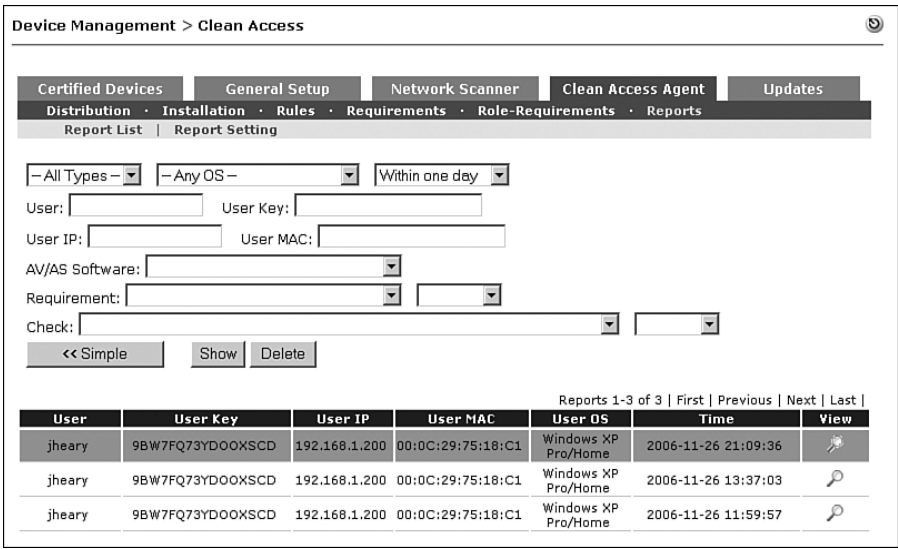 Device Management > Clean Access
Certified Devices General Setup Network Scanner Clean Access Agent Updates
Distribution · Installation · Rules · Requirements · Role-Requirements · Reports
Report List | Report Setting
– All Types – – Any OS – Within one day
User: User Key:
User IP: User MAC:
AV/AS Software:
Requirement:
Check:
<< Simple Show Delete
Reports 1-3 of 3 | First | Previous | Next | Last |
User User Key User IP User MAC User OS Time View
jheary 9BW7FQ73YDOOXSCD 192.168.1.200 00:0C:29:75:18:C1 Windows XP Pro/Home 2006-11-26 21:09:36
jheary 9BW7FQ73YDOOXSCD 192.168.1.200 00:0C:29:75:18:C1 Windows XP Pro/Home 2006-11-26 13:37:03
jheary 9BW7FQ73YDOOXSCD 192.168.1.200 00:0C:29:75:18:C1 Windows XP Pro/Home 2006-11-26 11:59:57